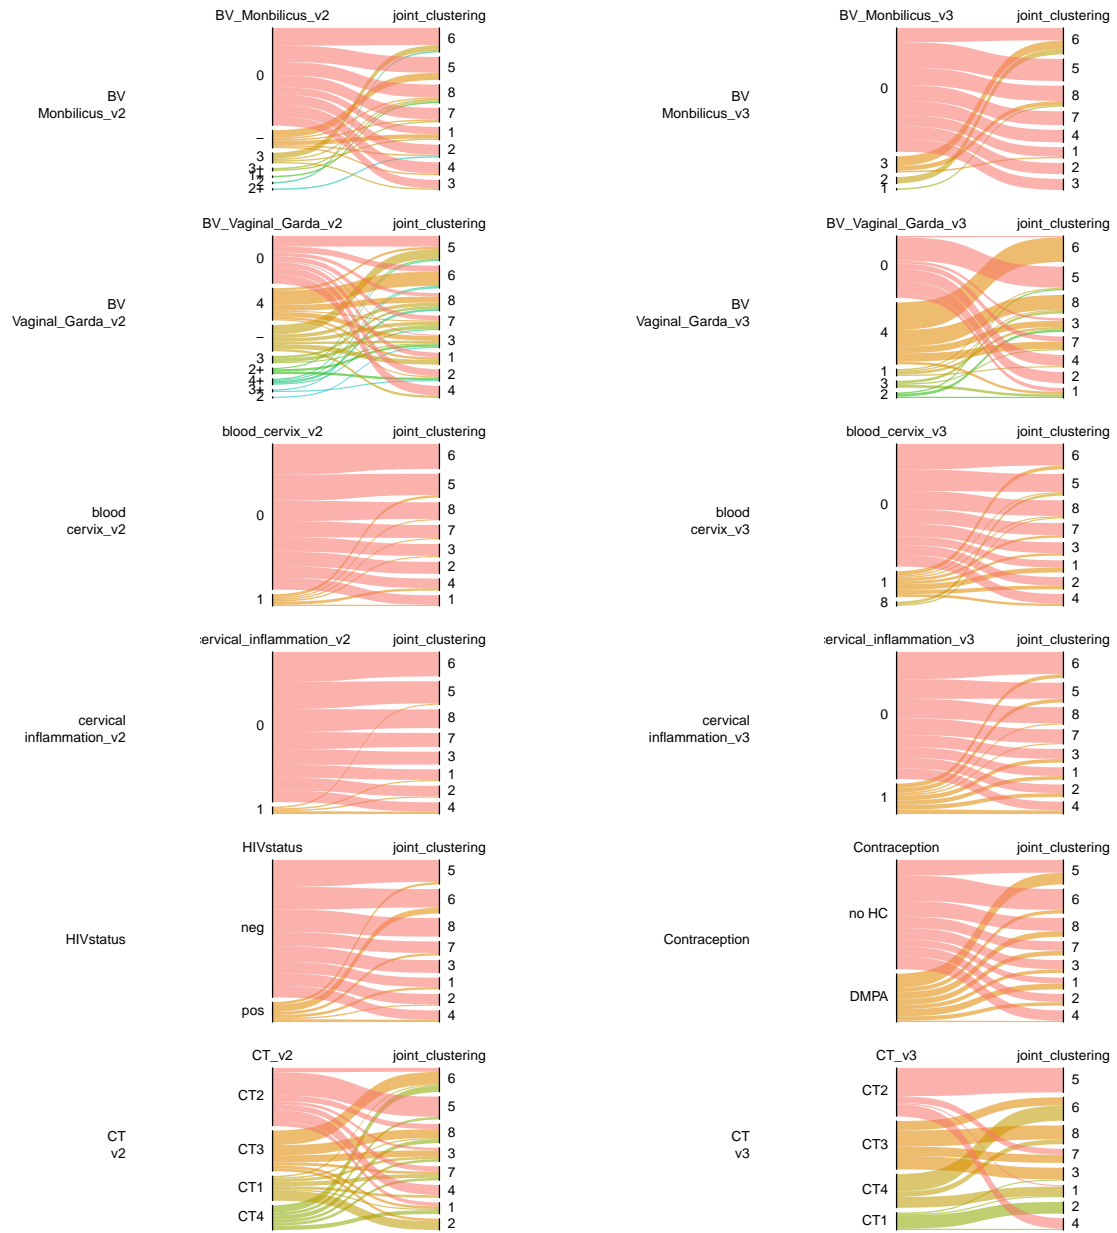 BV_Monbilicus_v2 joint_clustering
BV
Monbilicus_v2
0
–
3
3+
1+
2
2+
6
5
8
7
1
2
4
3
BV_Monbilicus_v3 joint_clustering
BV
Monbilicus_v3
0
3
2
1
6
5
8
7
4
1
2
3
BV_Vaginal_Garda_v2 joint_clustering
BV
Vaginal_Garda_v2
0
4
–
3
2+
4+
3+
2
5
6
8
7
3
1
2
4
BV_Vaginal_Garda_v3 joint_clustering
BV
Vaginal_Garda_v3
0
4
1
3
2
6
5
8
3
7
4
2
1
blood_cervix_v2 joint_clustering
blood
cervix_v2
0
1
6
5
8
7
3
2
4
1
blood_cervix_v3 joint_clustering
blood
cervix_v3
0
1
8
6
5
8
7
3
1
2
4
cervical_inflammation_v2 joint_clustering
cervical
inflammation_v2
0
1
6
5
8
7
3
1
2
4
cervical_inflammation_v3 joint_clustering
cervical
inflammation_v3
0
1
6
5
8
7
3
1
2
4
HIVstatus joint_clustering
HIVstatus
neg
pos
5
6
8
7
3
1
2
4
Contraception joint_clustering
Contraception
no HC
DMPA
5
6
8
7
3
1
2
4
CT_v2 joint_clustering
CT
v2
CT2
CT3
CT1
CT4
6
5
8
3
7
4
1
2
CT_v3 joint_clustering
CT
v3
CT2
CT3
CT4
CT1
5
6
8
7
3
1
2
4